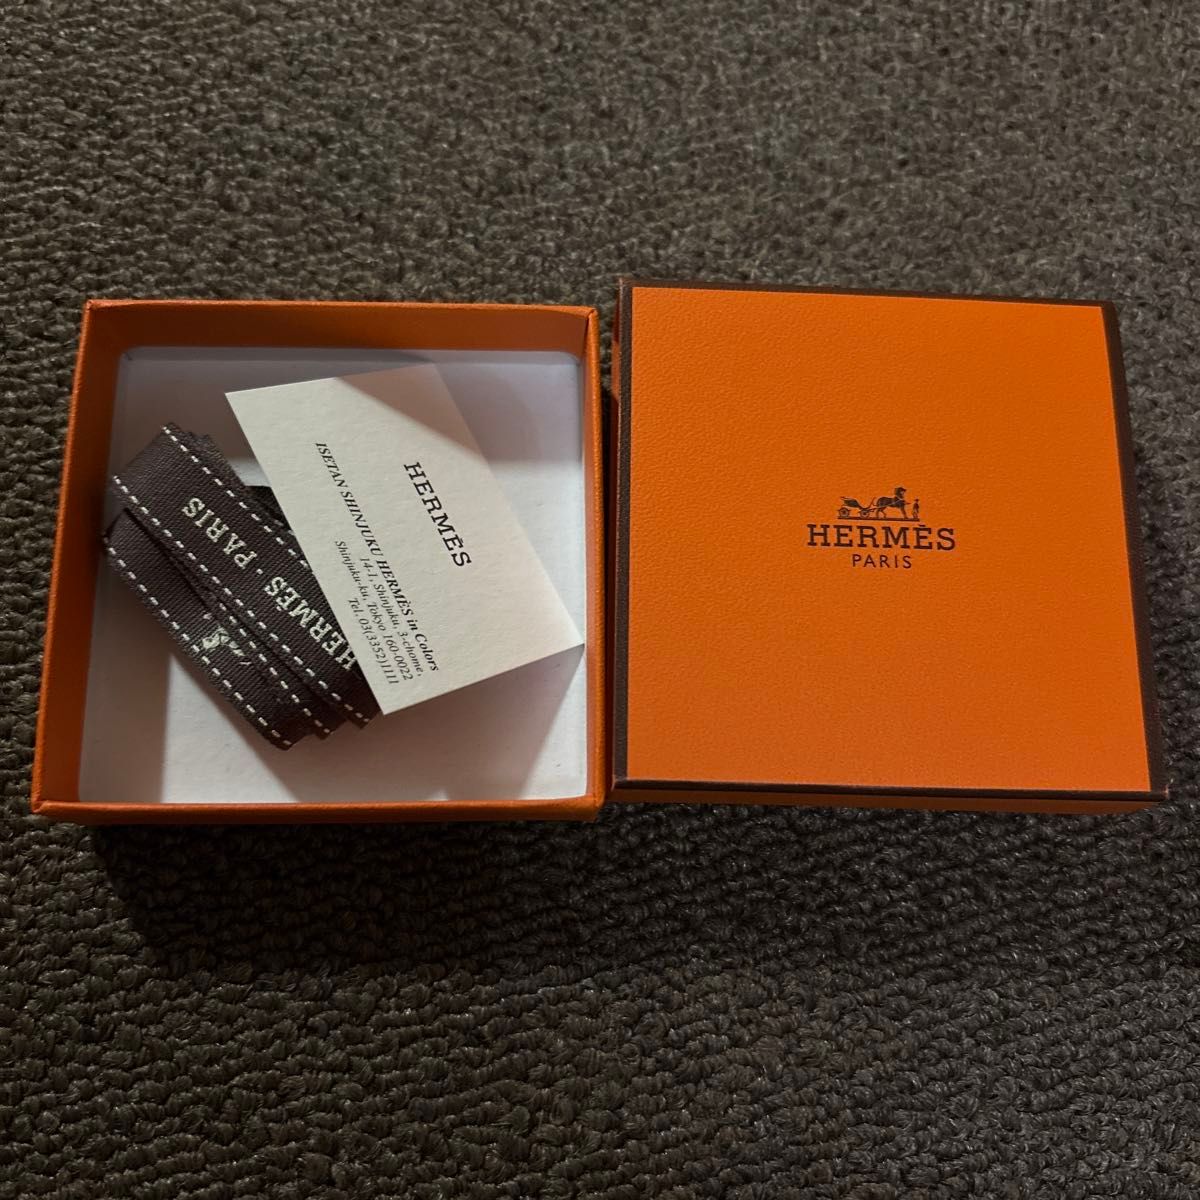 HERMÈS · PARIS
HERMÈS
ISETAN SHINJUKU HERMÈS in Colors
14-1, Shinjuku, 3-chome,
Shinjuku-ku, Tokyo 160-0022
Tel. 03(3352)1111
HERMÈS
PARIS
HERMÈS